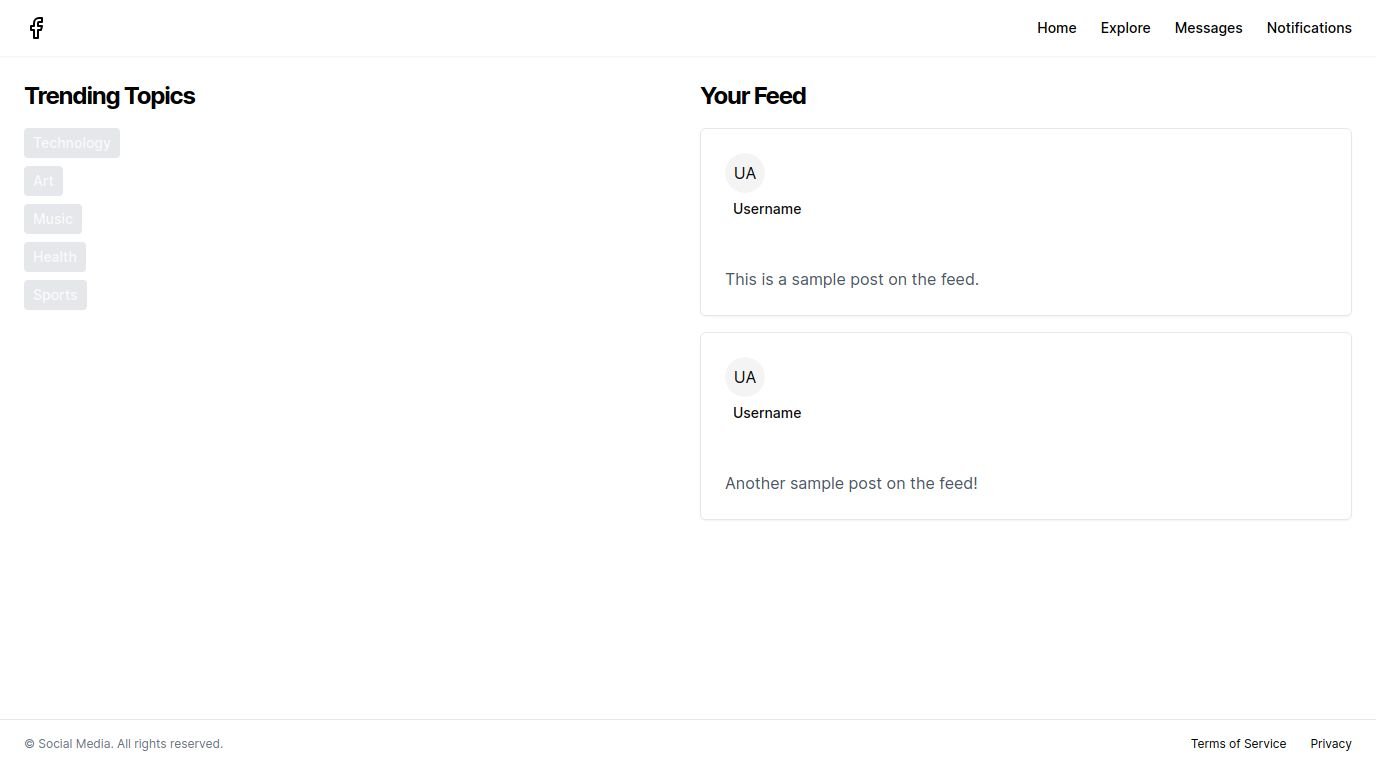 Home Explore Messages Notifications
Trending Topics
Technology
Art
Music
Health
Sports
Your Feed
UA
Username
This is a sample post on the feed.
UA
Username
Another sample post on the feed!
© Social Media. All rights reserved.
Terms of Service Privacy